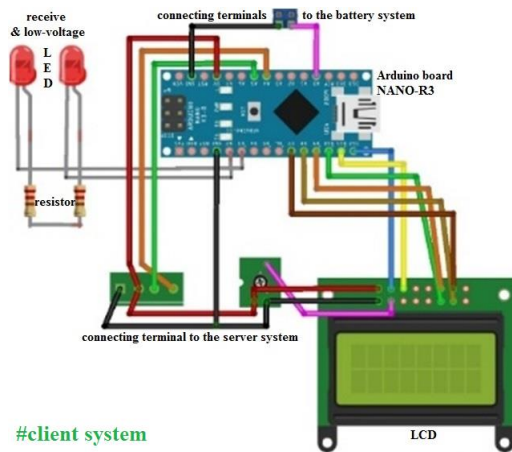 connecting terminals
to the battery system
receive
& low-voltage
L
E
D
Arduino board
NANO-R3
resistor
connecting terminal to the server system
#client system
LCD